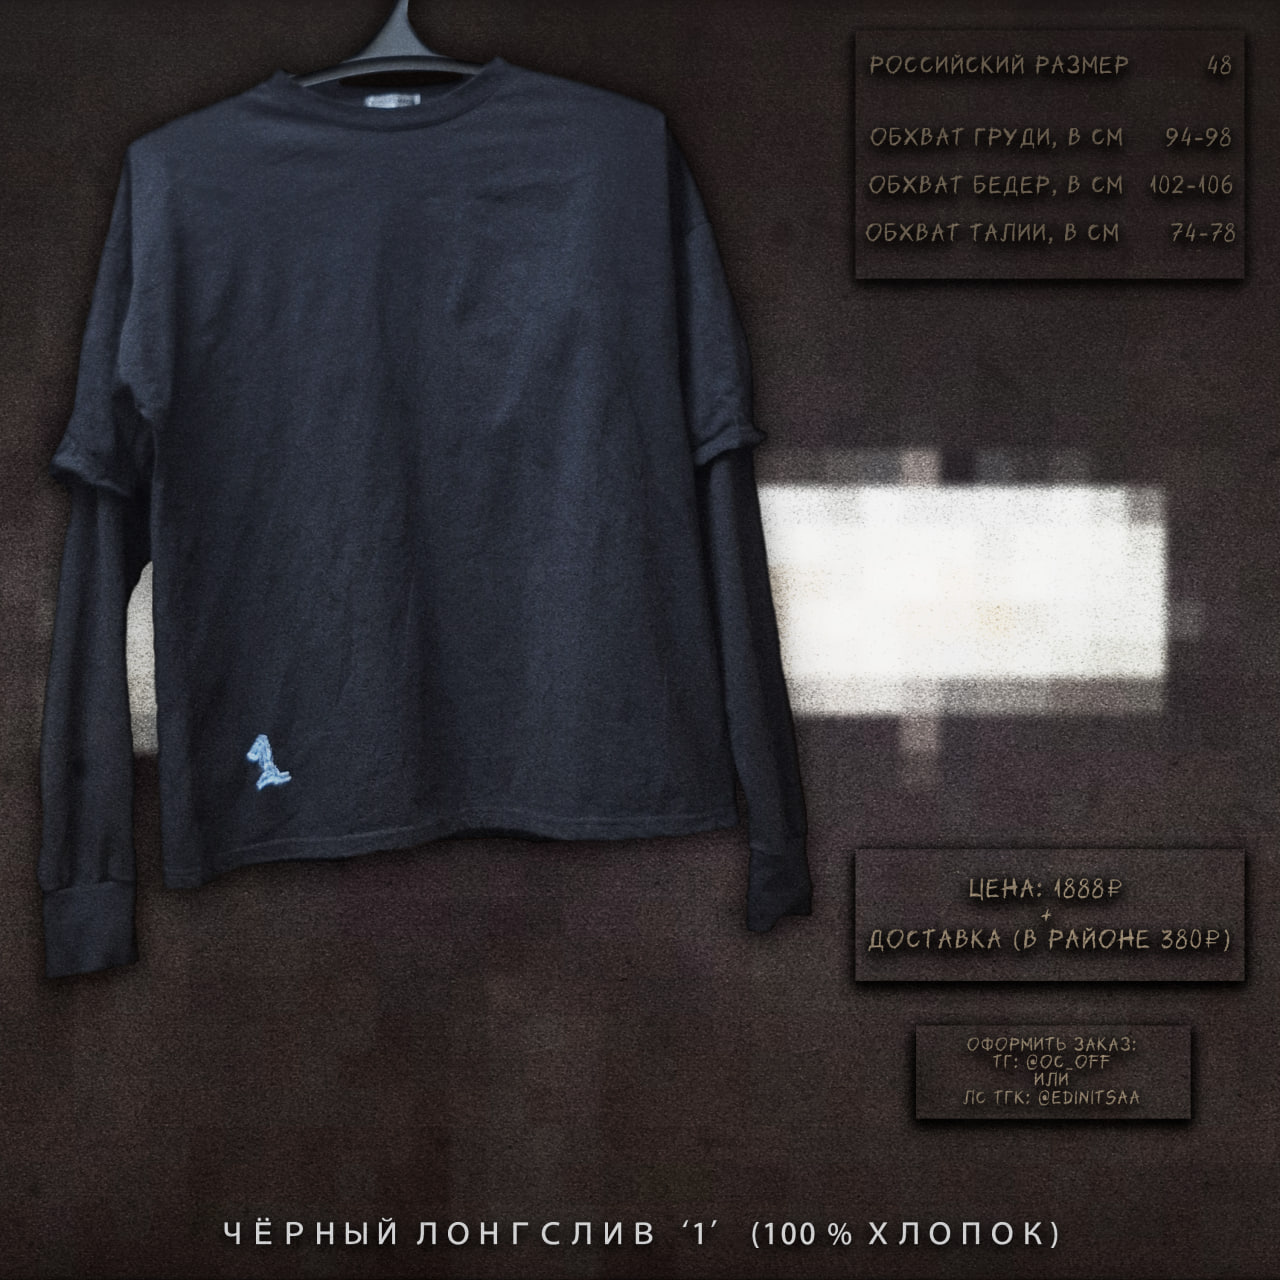 РОССИЙСКИЙ РАЗМЕР 48
ОБХВАТ ГРУДИ, В СМ 94-98
ОБХВАТ БЕДЕР, В СМ 102-106
ОБХВАТ ТАЛИИ, В СМ 74-78
1
ЦЕНА: 1888₽
+
ДОСТАВКА (В РАЙОНЕ 380₽)
ОФОРМИТЬ ЗАКАЗ:
ТГ: @OC_OFF
ИЛИ
ЛС ТГК: @EDINITSAA
ЧЁРНЫЙ ЛОНГСЛИВ ‘1’ (100 % ХЛОПОК)